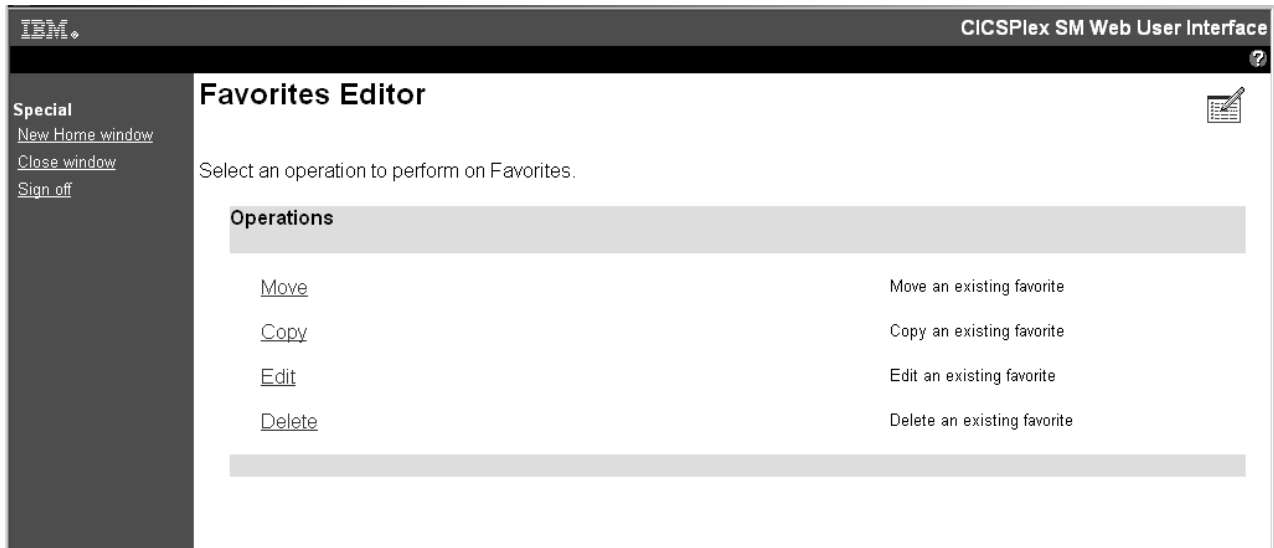 IBM
CICSPlex SM Web User Interface
?
Special
New Home window
Close window
Sign off
Favorites Editor
Select an operation to perform on Favorites.
Operations
Move Move an existing favorite
Copy Copy an existing favorite
Edit Edit an existing favorite
Delete Delete an existing favorite